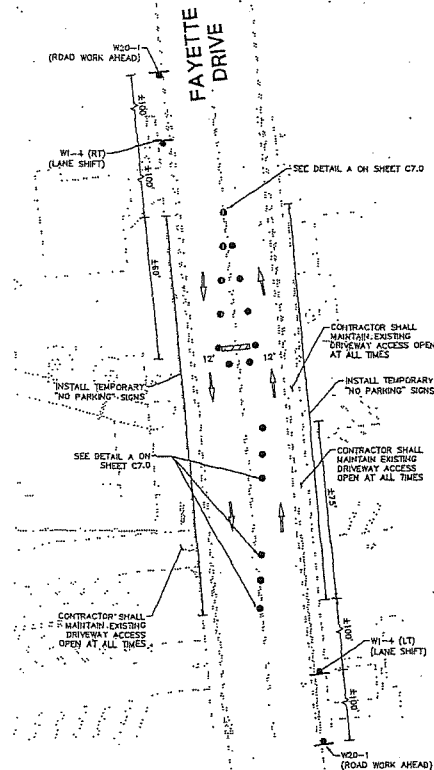 W20-1
(ROAD WORK AHEAD)
FAYETTE
DRIVE
±100'
W1-4 (RT)
(LANE SHIFT)
±100'
SEE DETAIL A ON SHEET C7.0
±60'
CONTRACTOR SHALL
MAINTAIN EXISTING
DRIVEWAY ACCESS OPEN
AT ALL TIMES
12'
12'
INSTALL TEMPORARY
"NO PARKING" SIGNS
INSTALL TEMPORARY
"NO PARKING" SIGNS
SEE DETAIL A ON
SHEET C7.0
CONTRACTOR SHALL
MAINTAIN EXISTING
DRIVEWAY ACCESS
OPEN AT ALL TIMES
±75'
CONTRACTOR SHALL
MAINTAIN EXISTING
DRIVEWAY ACCESS
OPEN AT ALL TIMES
±100'
W1-4 (LT)
(LANE SHIFT)
±100'
W20-1
(ROAD WORK AHEAD)